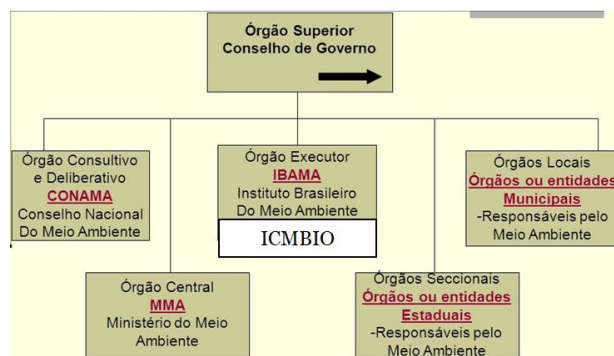 Órgão Superior
Conselho de Governo
Órgão Consultivo
e Deliberativo
CONAMA
Conselho Nacional
Do Meio Ambiente
Órgão Executor
IBAMA
Instituto Brasileiro
Do Meio Ambiente
ICMBIO
Órgãos Locais
Órgãos ou entidades
Municipais
-Responsáveis pelo
Meio Ambiente
Órgão Central
MMA
Ministério do Meio
Ambiente
Órgãos Seccionais
Órgãos ou entidades
Estaduais
-Responsáveis pelo
Meio Ambiente